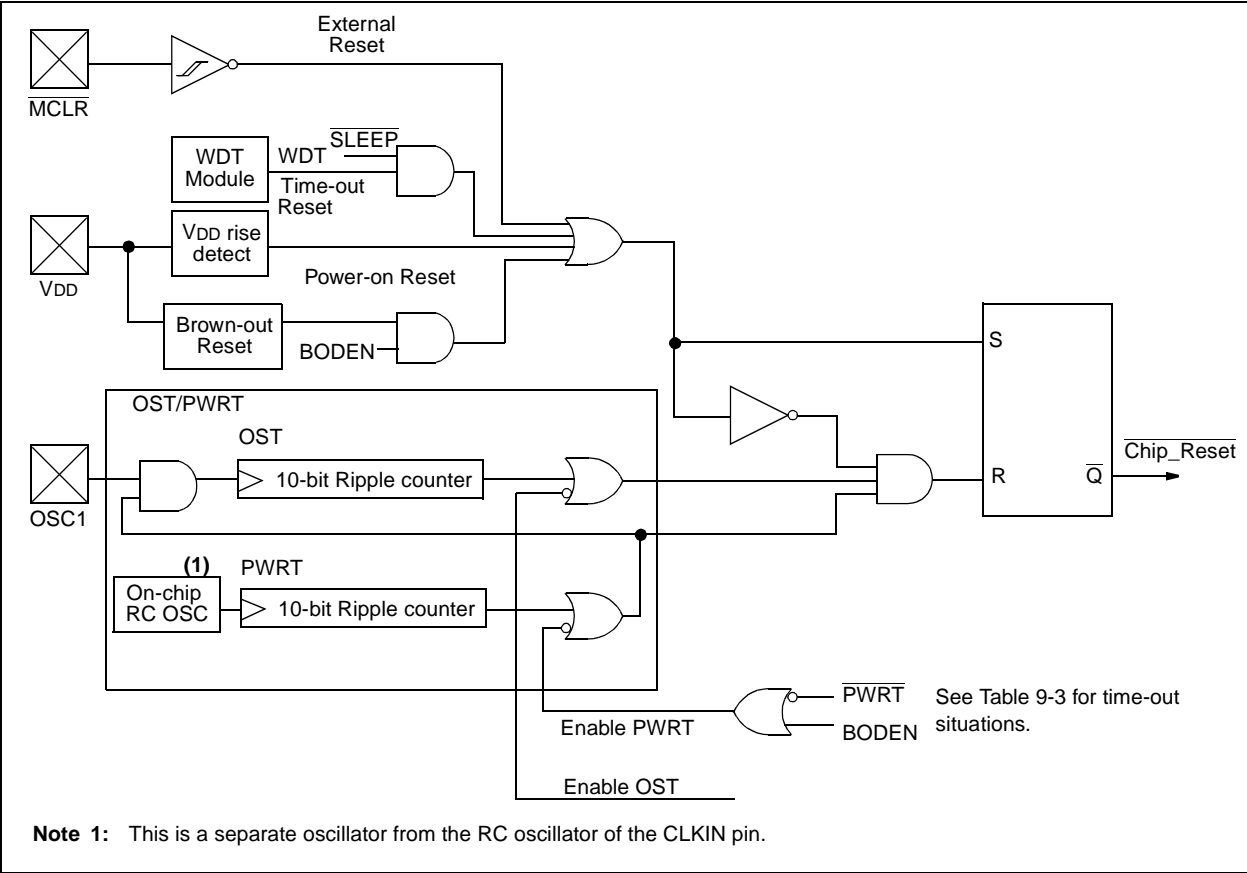 External
Reset
MCLR
SLEEP
WDT
Module
WDT
Time-out
Reset
VDD rise
detect
VDD
Power-on Reset
Brown-out
Reset
BODEN
S
OST/PWRT
OST
10-bit Ripple counter
OSC1
R
Q
Chip_Reset
(1)
PWRT
On-chip
RC OSC
10-bit Ripple counter
PWRT
BODEN
See Table 9-3 for time-out
situations.
Enable PWRT
Enable OST
Note 1: This is a separate oscillator from the RC oscillator of the CLKIN pin.